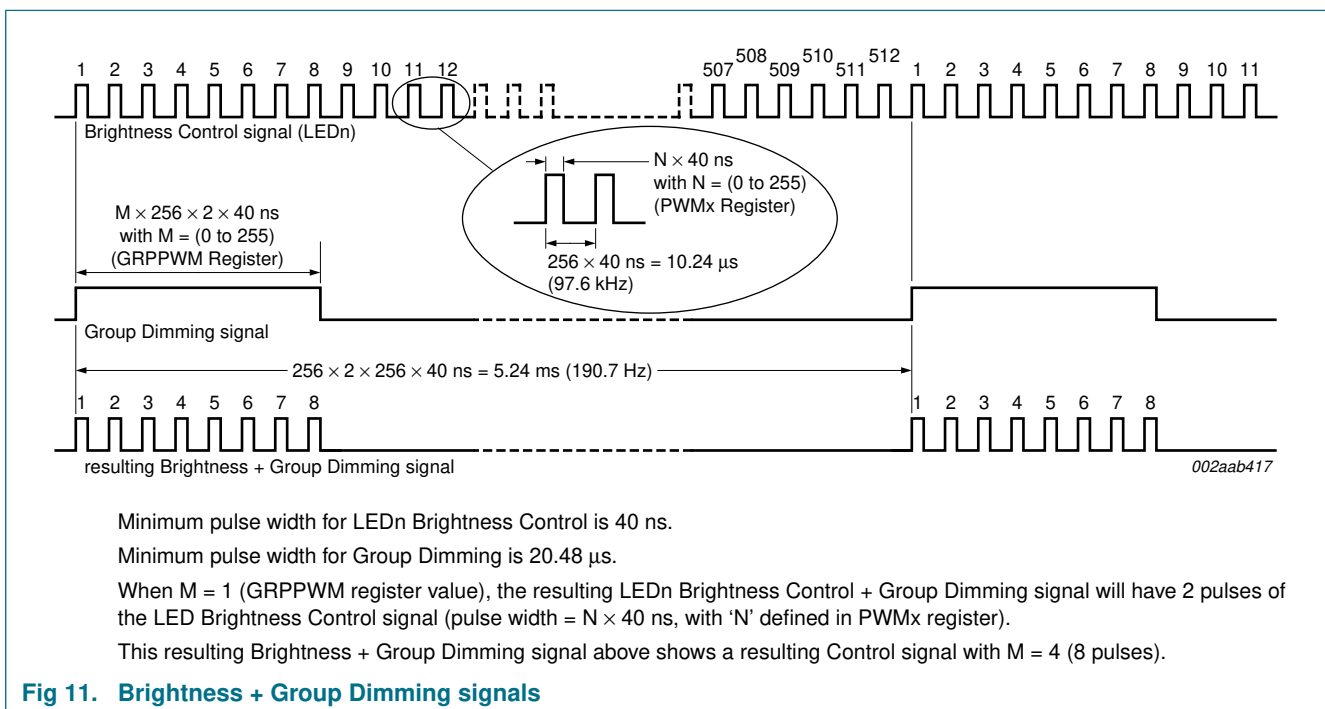 1 2 3 4 5 6 7 8 9 10 11 12 507 508 509 510 511 512 1 2 3 4 5 6 7 8 9 10 11
Brightness Control signal (LEDn)
N × 40 ns
with N = (0 to 255)
(PWMx Register)
M × 256 × 2 × 40 ns
with M = (0 to 255)
(GRPPWM Register)
256 × 40 ns = 10.24 μs
(97.6 kHz)
Group Dimming signal
256 × 2 × 256 × 40 ns = 5.24 ms (190.7 Hz)
1 2 3 4 5 6 7 8 1 2 3 4 5 6 7 8
resulting Brightness + Group Dimming signal
002aab417
Minimum pulse width for LEDn Brightness Control is 40 ns.
Minimum pulse width for Group Dimming is 20.48 μs.
When M = 1 (GRPPWM register value), the resulting LEDn Brightness Control + Group Dimming signal will have 2 pulses of
the LED Brightness Control signal (pulse width = N × 40 ns, with ‘N’ defined in PWMx register).
This resulting Brightness + Group Dimming signal above shows a resulting Control signal with M = 4 (8 pulses).
Fig 11. Brightness + Group Dimming signals